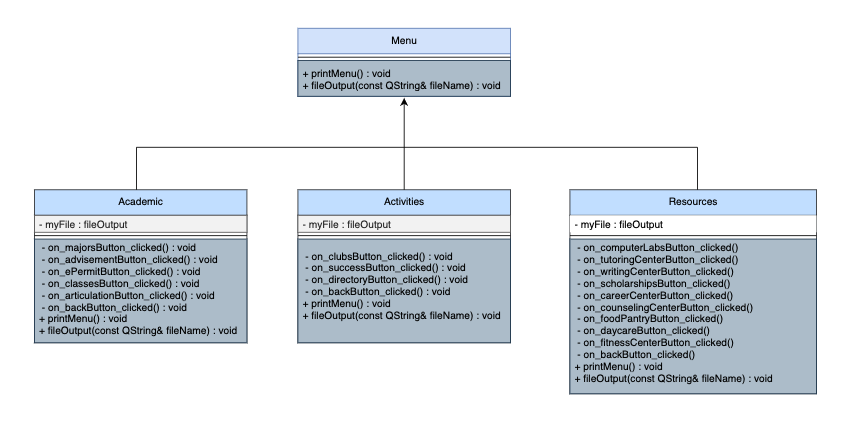 Menu
+ printMenu() : void
+ fileOutput(const QString& fileName) : void
Academic
- myFile : fileOutput
- on_majorsButton_clicked() : void
- on_advisementButton_clicked() : void
- on_ePermitButton_clicked() : void
- on_classesButton_clicked() : void
- on_articulationButton_clicked() : void
- on_backButton_clicked() : void
+ printMenu() : void
+ fileOutput(const QString& fileName) : void
Activities
- myFile : fileOutput
- on_clubsButton_clicked() : void
- on_successButton_clicked() : void
- on_directoryButton_clicked() : void
- on_backButton_clicked() : void
+ printMenu() : void
+ fileOutput(const QString& fileName) : void
Resources
- myFile : fileOutput
- on_computerLabsButton_clicked()
- on_tutoringCenterButton_clicked()
- on_writingCenterButton_clicked()
- on_scholarshipsButton_clicked()
- on_careerCenterButton_clicked()
- on_counselingCenterButton_clicked()
- on_foodPantryButton_clicked()
- on_daycareButton_clicked()
- on_fitnessCenterButton_clicked()
- on_backButton_clicked()
+ printMenu() : void
+ fileOutput(const QString& fileName) : void